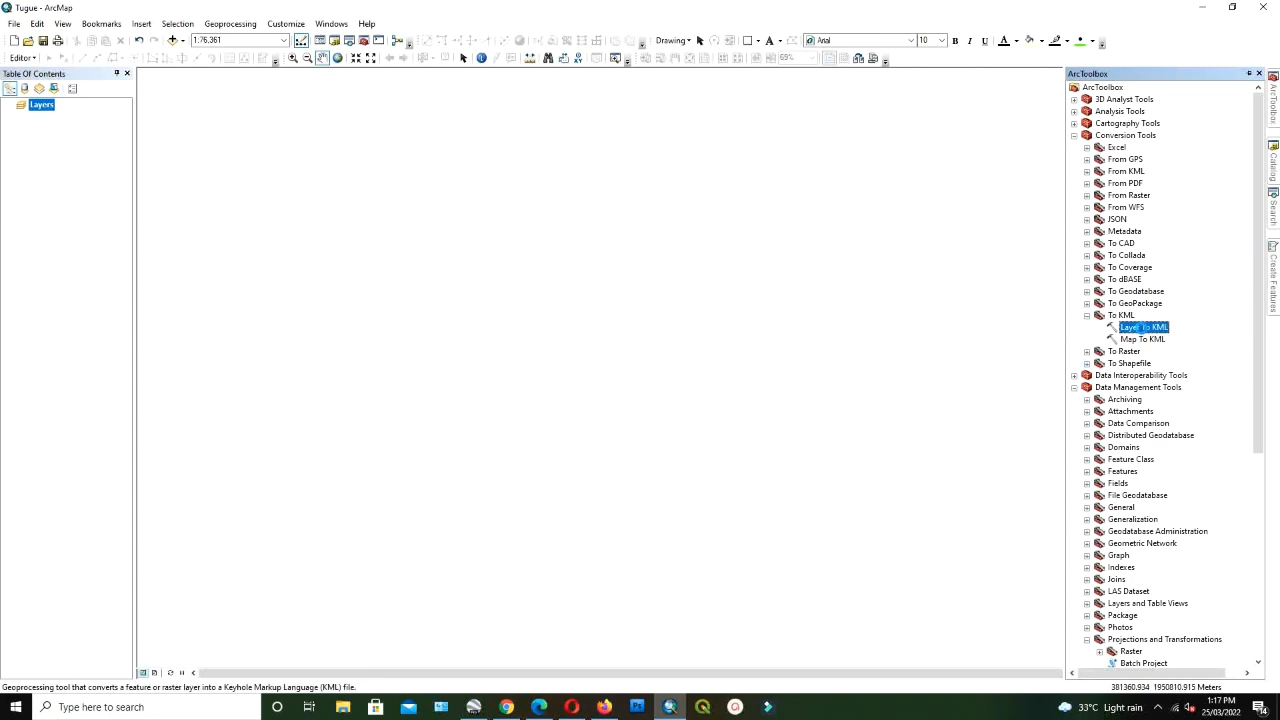 Tugue - ArcMap
File Edit View Bookmarks Insert Selection Geoprocessing Customize Windows Help
1:76.361 Drawing Arial 10 B I U A
Editor 69%
Table Of Contents
Layers
ArcToolbox
ArcToolbox
3D Analyst Tools
Analysis Tools
Cartography Tools
Conversion Tools
Excel
From GPS
From KML
From PDF
From Raster
From WFS
JSON
Metadata
To CAD
To Collada
To Coverage
To dBASE
To Geodatabase
To GeoPackage
To KML
Layer To KML
Map To KML
To Raster
To Shapefile
Data Interoperability Tools
Data Management Tools
Archiving
Attachments
Data Comparison
Distributed Geodatabase
Domains
Feature Class
Features
Fields
File Geodatabase
General
Generalization
Geodatabase Administration
Geometric Network
Graph
Indexes
Joins
LAS Dataset
Layers and Table Views
Package
Photos
Projections and Transformations
Raster
Batch Project
ArcToolbox
Catalog
Search
Create Features
Geoprocessing tool that converts a feature or raster layer into a Keyhole Markup Language (KML) file.
381360.934 1950810.915 Meters
Type here to search
33°C Light rain
1:17 PM
25/03/2022